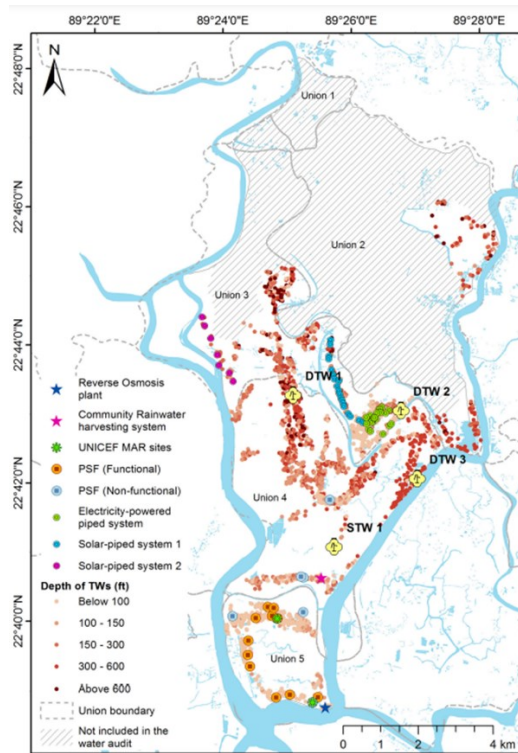 89°22'0"E 89°24'0"E 89°26'0"E 89°28'0"E
N
22°48'0"N
22°46'0"N
22°44'0"N
22°42'0"N
22°40'0"N
Union 1
Union 2
Union 3
DTW 1
DTW 2
DTW 3
Union 4
STW 1
Union 5
Reverse Osmosis
plant
Community Rainwater
harvesting system
UNICEF MAR sites
PSF (Functional)
PSF (Non-functional)
Electricity-powered
piped system
Solar-piped system 1
Solar-piped system 2
Depth of TWs (ft)
Below 100
100 - 150
150 - 300
300 - 600
Above 600
Union boundary
Not included in the
water audit
0 1 2 4 km